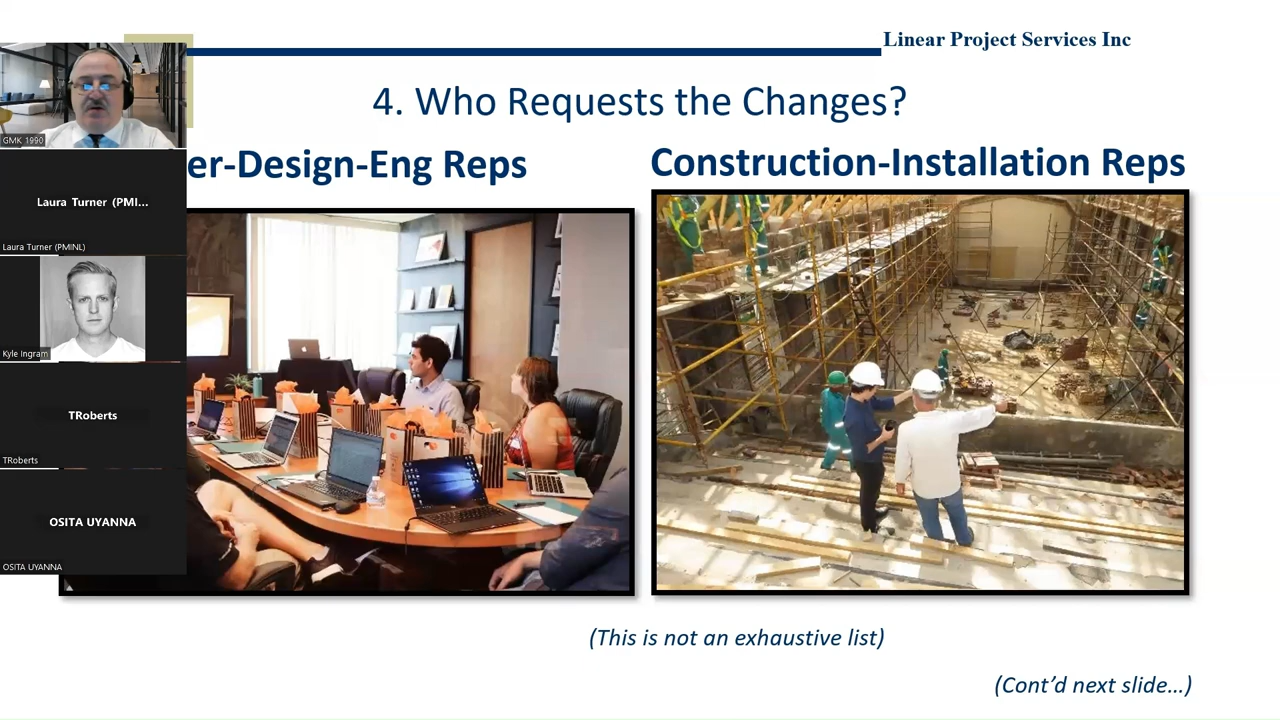 Linear Project Services Inc
4. Who Requests the Changes?
er-Design-Eng Reps
Construction-Installation Reps
GMK 1990
Laura Turner (PMI...
Laura Turner (PMINL)
Kyle Ingram
TRoberts
TRoberts
OSITA UYANNA
OSITA UYANNA
(This is not an exhaustive list)
(Cont’d next slide…)